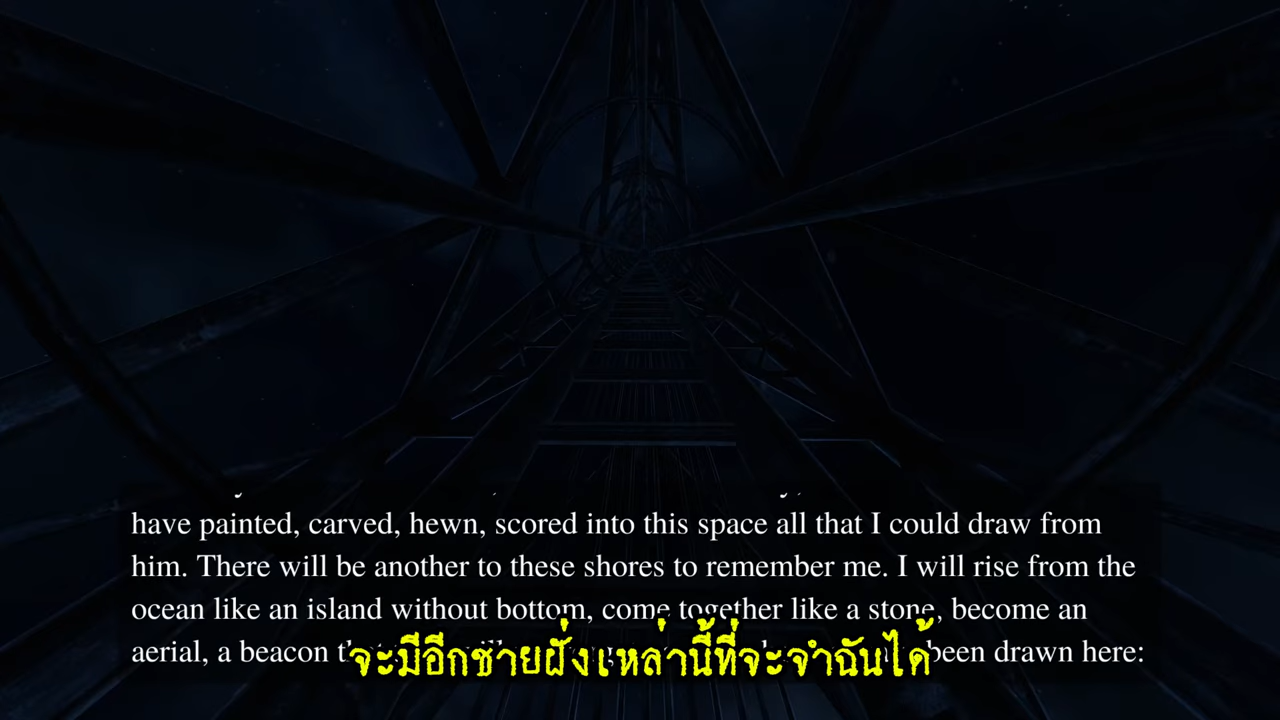 have painted, carved, hewn, scored into this space all that I could draw from
him. There will be another to these shores to remember me. I will rise from the
ocean like an island without bottom, come together like a stone, become an
aerial, a beacon been drawn here:
จะมีอีกชายฝั่งเหล่านี้ที่จะจำฉันได้